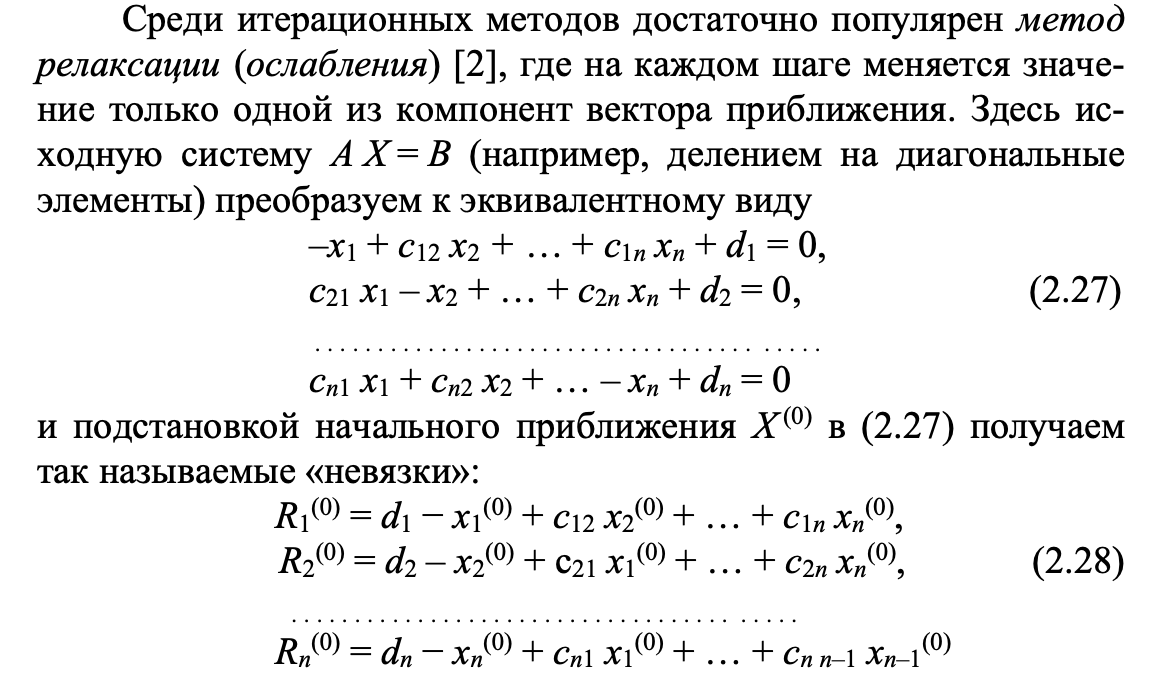 Среди итерационных методов достаточно популярен метод
релаксации (ослабления) [2], где на каждом шаге меняется значе-
ние только одной из компонент вектора приближения. Здесь ис-
ходную систему A X = B (например, делением на диагональные
элементы) преобразуем к эквивалентному виду
–x₁ + c₁₂ x₂ + … + c₁ₙ xₙ + d₁ = 0,
c₂₁ x₁ – x₂ + … + c₂ₙ xₙ + d₂ = 0, (2.27)
. . . . . . . . . . . . . . . . . . . . . . . . . . . . . . . . . . . . . . . .
cₙ₁ x₁ + cₙ₂ x₂ + … – xₙ + dₙ = 0
и подстановкой начального приближения X⁽⁰⁾ в (2.27) получаем
так называемые «невязки»:
R₁⁽⁰⁾ = d₁ – x₁⁽⁰⁾ + c₁₂ x₂⁽⁰⁾ + … + c₁ₙ xₙ⁽⁰⁾,
R₂⁽⁰⁾ = d₂ – x₂⁽⁰⁾ + c₂₁ x₁⁽⁰⁾ + … + c₂ₙ xₙ⁽⁰⁾, (2.28)
. . . . . . . . . . . . . . . . . . . . . . . . . . . . . . . . . . . . . . . .
Rₙ⁽⁰⁾ = dₙ – xₙ⁽⁰⁾ + cₙ₁ x₁⁽⁰⁾ + … + cₙ ₙ₋₁ xₙ₋₁⁽⁰⁾